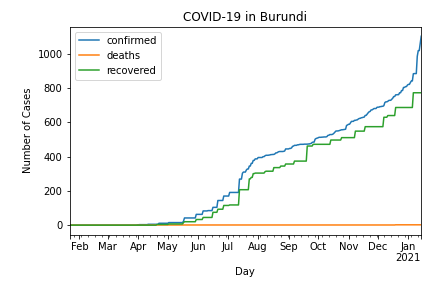 COVID-19 in Burundi
confirmed
deaths
recovered
Number of Cases
1000
800
600
400
200
0
Feb Mar Apr May Jun Jul Aug Sep Oct Nov Dec Jan
2021
Day